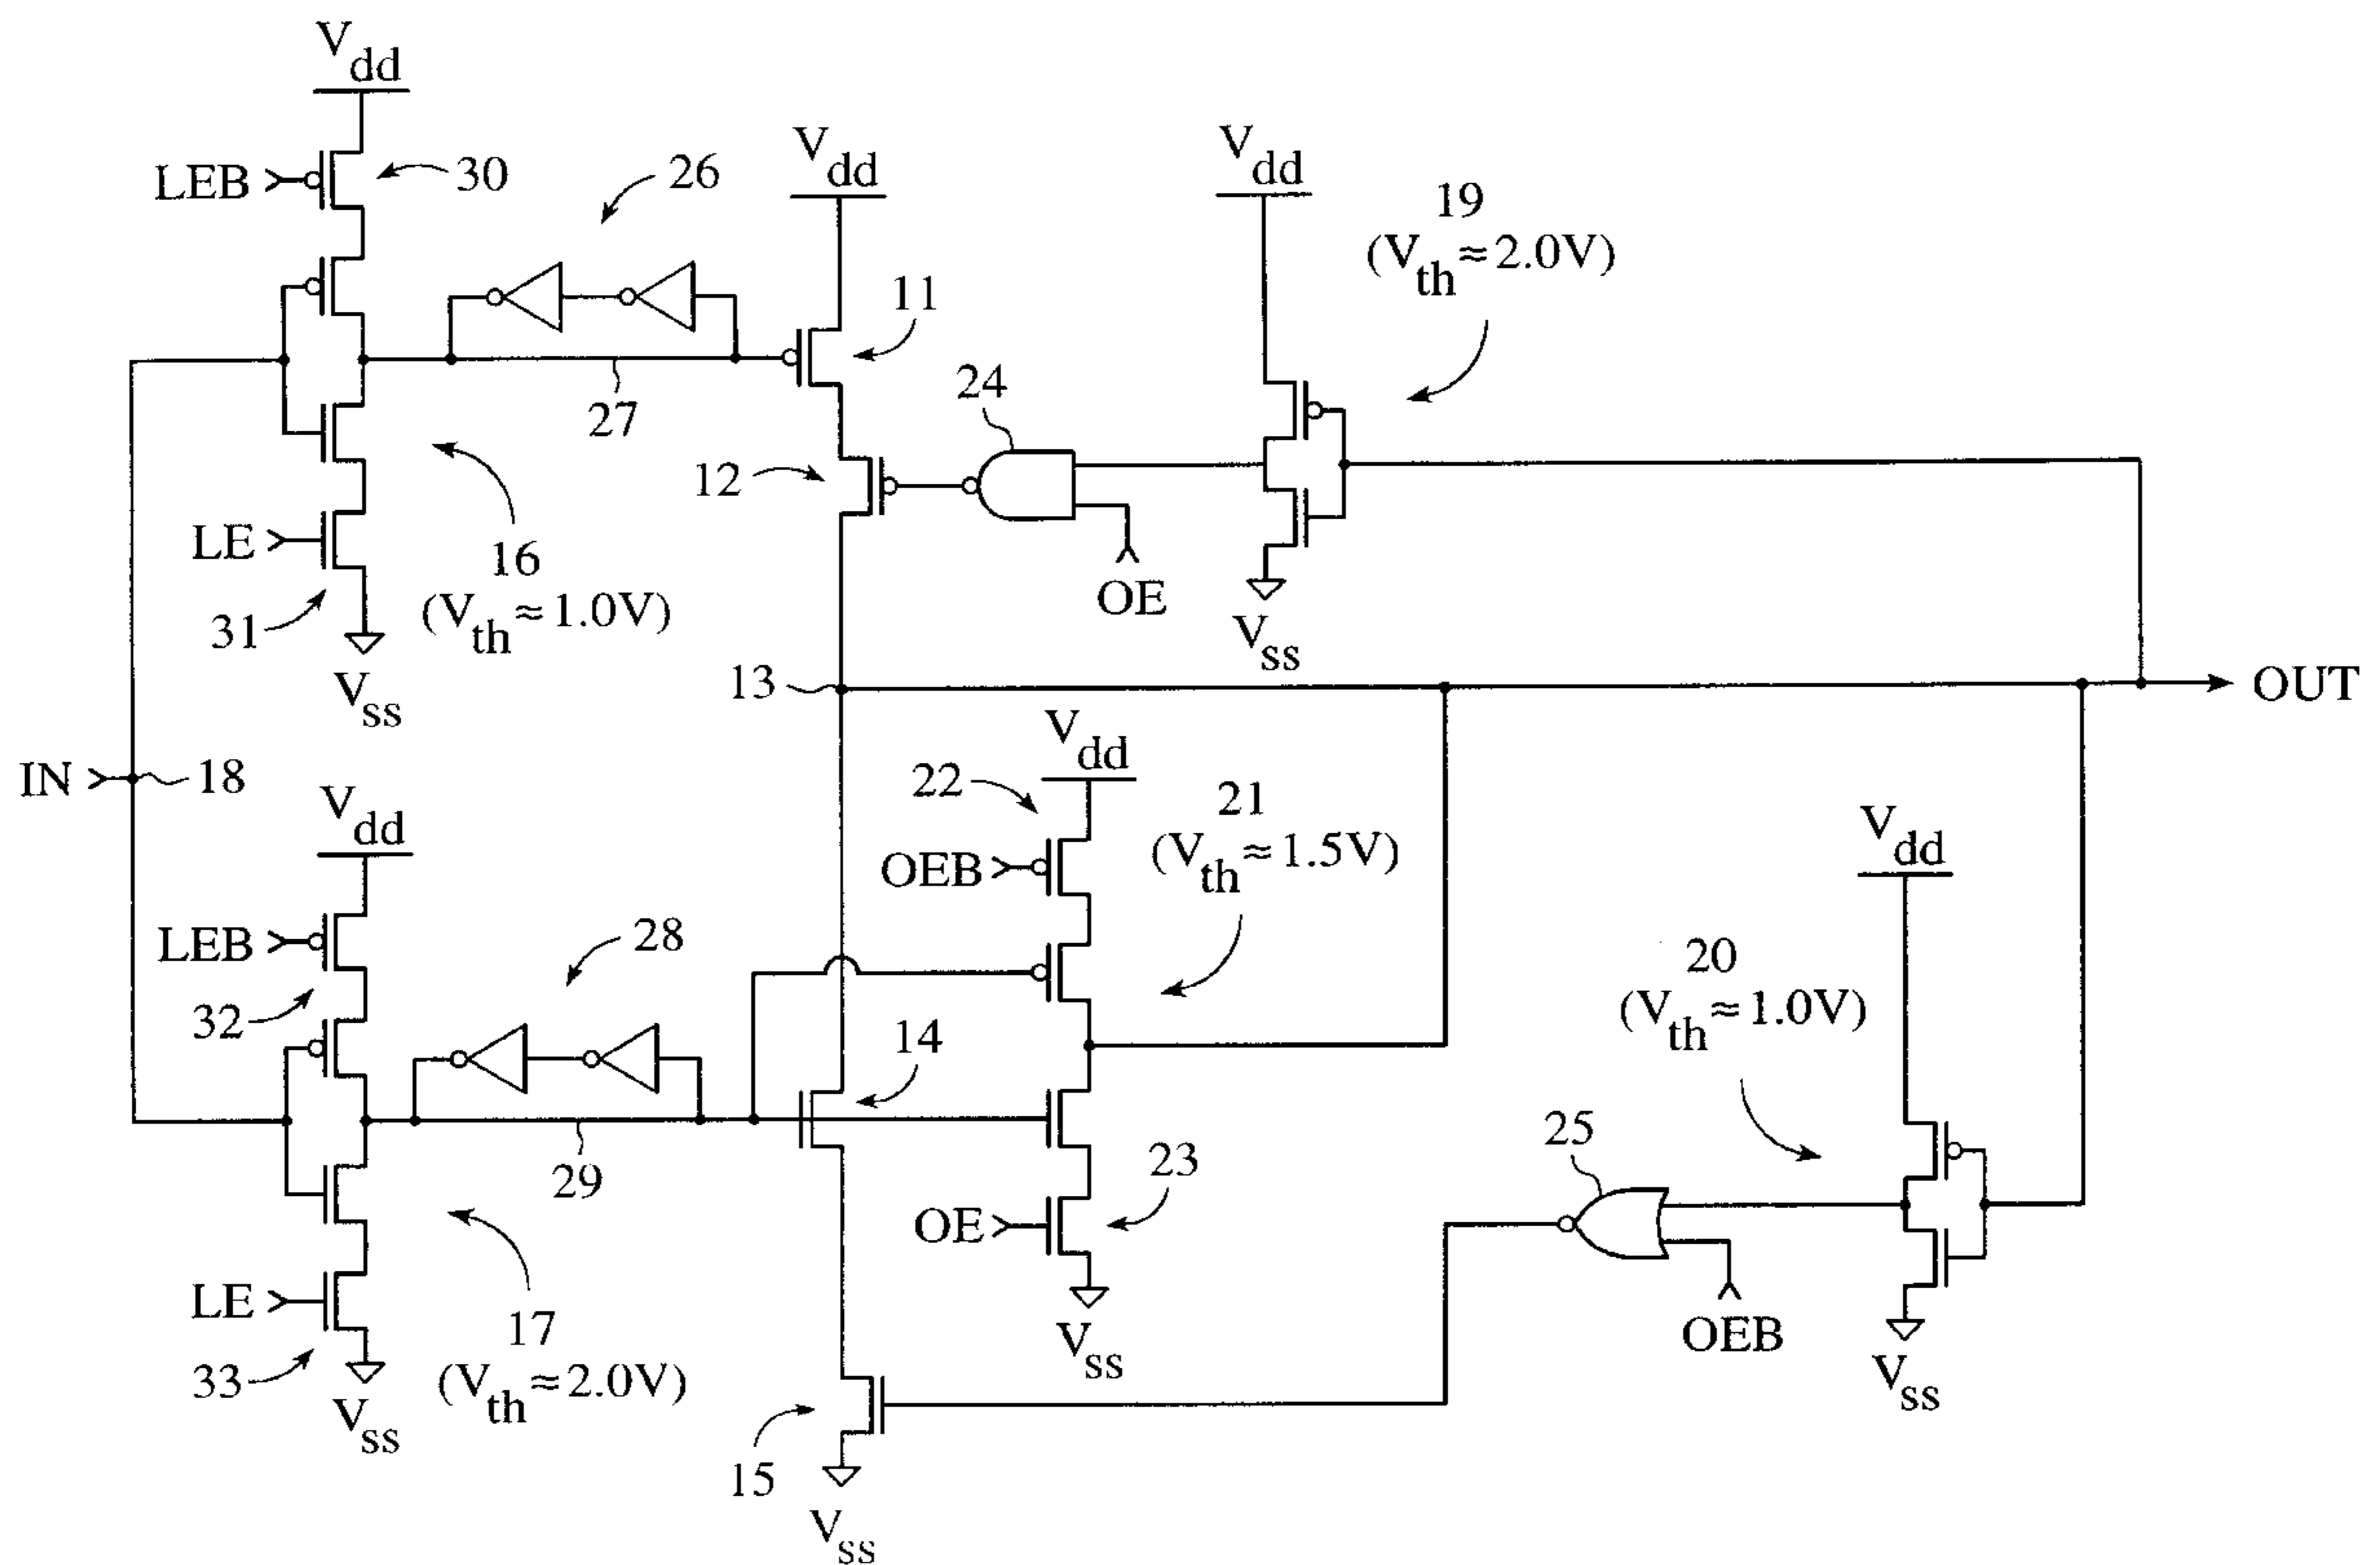 Vdd
LEB
30
26
Vdd
Vdd
19
(Vth≈2.0V)
11
24
27
12
LE
16
(Vth≈1.0V)
31
OE
Vss
Vss
13
OUT
IN
18
Vdd
22
Vdd
21
(Vth≈1.5V)
Vdd
OEB
LEB
28
20
(Vth≈1.0V)
32
14
25
29
23
OE
LE
17
(Vth≈2.0V)
OEB
33
Vss
Vss
Vss
15
Vss